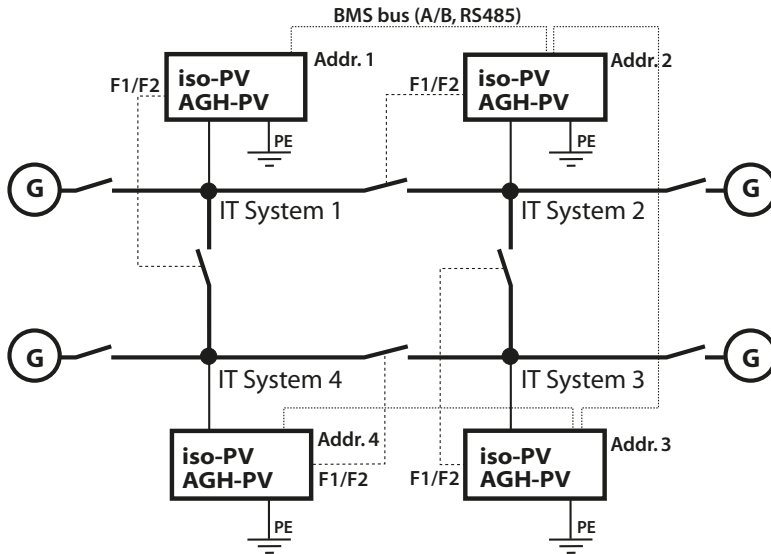 BMS bus (A/B, RS485)
Addr. 1
Addr. 2
F1/F2
iso-PV
AGH-PV
F1/F2
iso-PV
AGH-PV
PE
PE
G
G
IT System 1
IT System 2
G
G
IT System 4
IT System 3
Addr. 4
Addr. 3
iso-PV
AGH-PV
F1/F2
F1/F2
iso-PV
AGH-PV
PE
PE